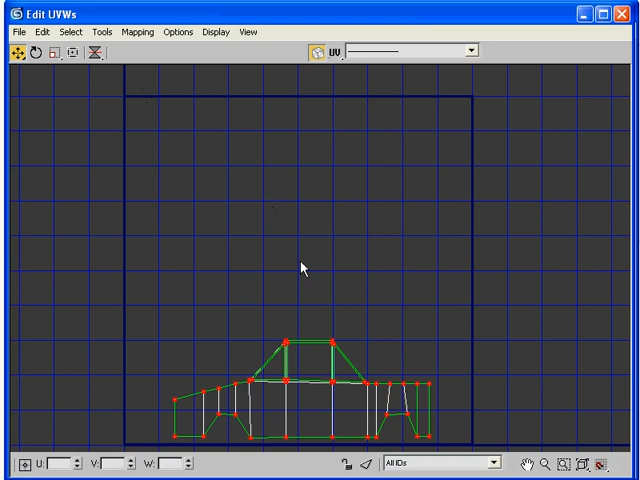 Edit UVWs
File Edit Select Tools Mapping Options Display View
UV
U: V: W: All IDs